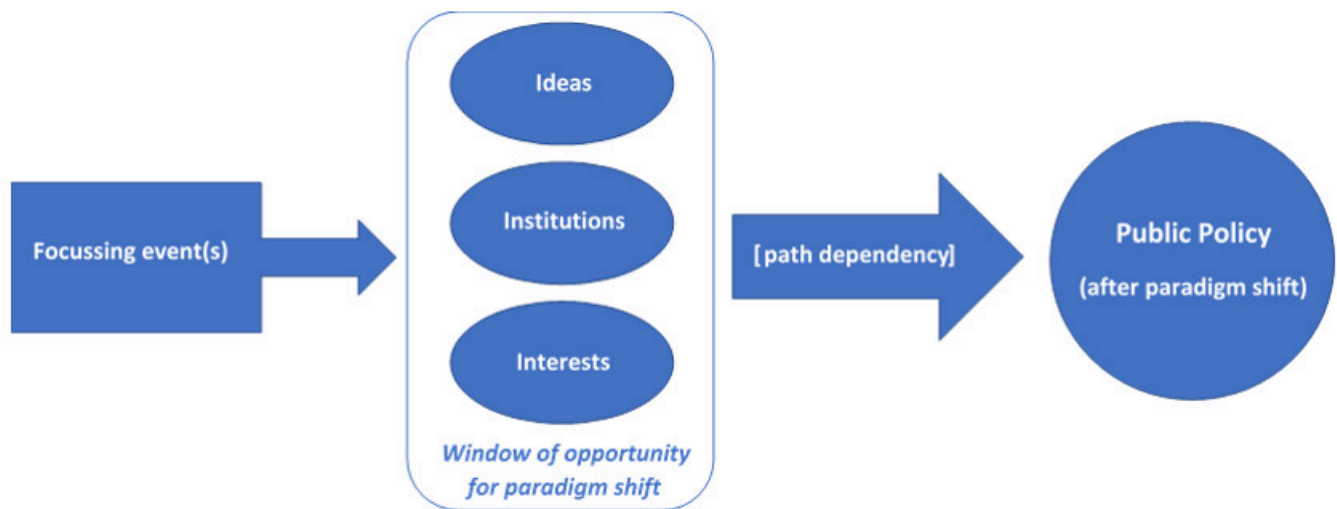 Focussing event(s)
Ideas
Institutions
Interests
Window of opportunity
for paradigm shift
[path dependency]
Public Policy
(after paradigm shift)